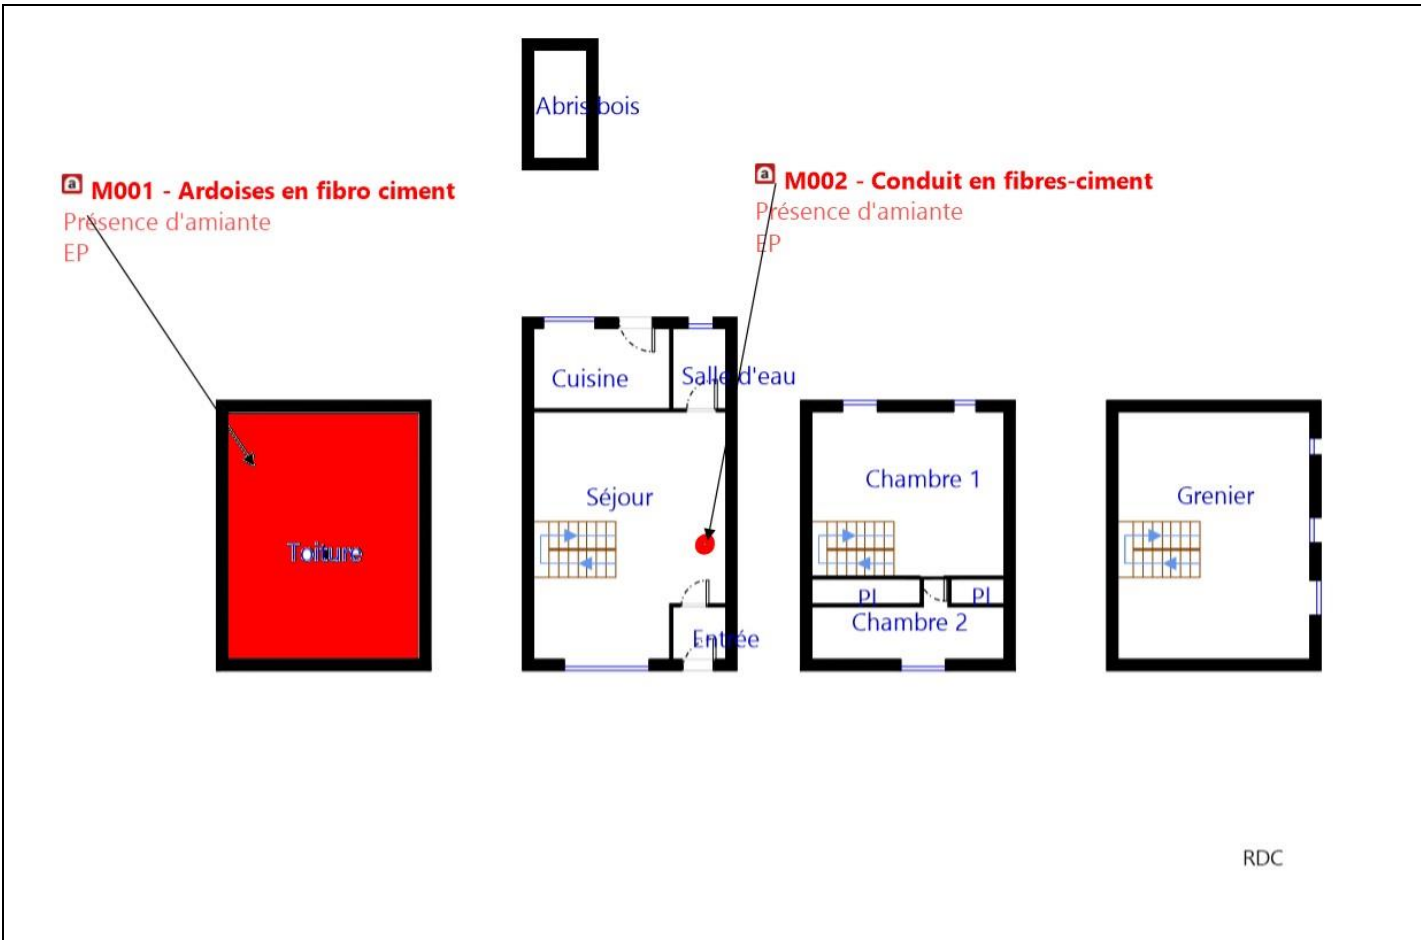 Abris bois
a M001 - Ardoises en fibro ciment
Présence d'amiante
EP
a M002 - Conduit en fibres-ciment
Présence d'amiante
EP
Cuisine
Salle d'eau
Séjour
Entrée
Toiture
Chambre 1
Pl
Pl
Chambre 2
Grenier
RDC